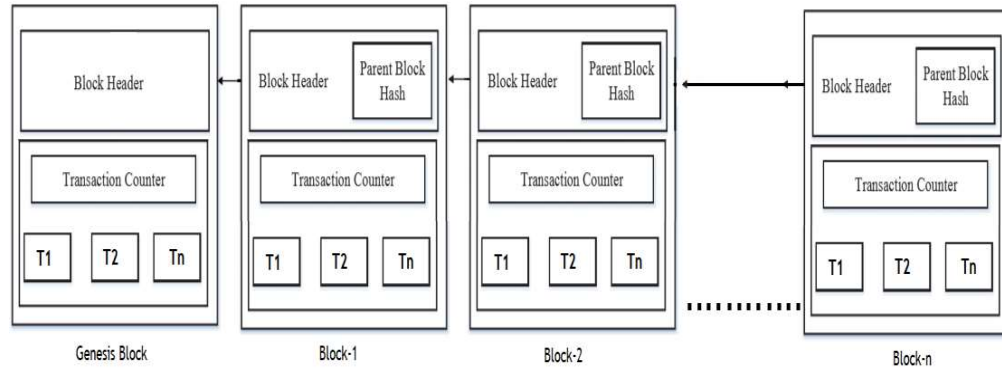 Block Header
Transaction Counter
T1 T2 Tn
Genesis Block
Block Header
Parent Block
Hash
Transaction Counter
T1 T2 Tn
Block-1
Block Header
Parent Block
Hash
Transaction Counter
T1 T2 Tn
Block-2
Block Header
Parent Block
Hash
Transaction Counter
T1 T2 Tn
Block-n